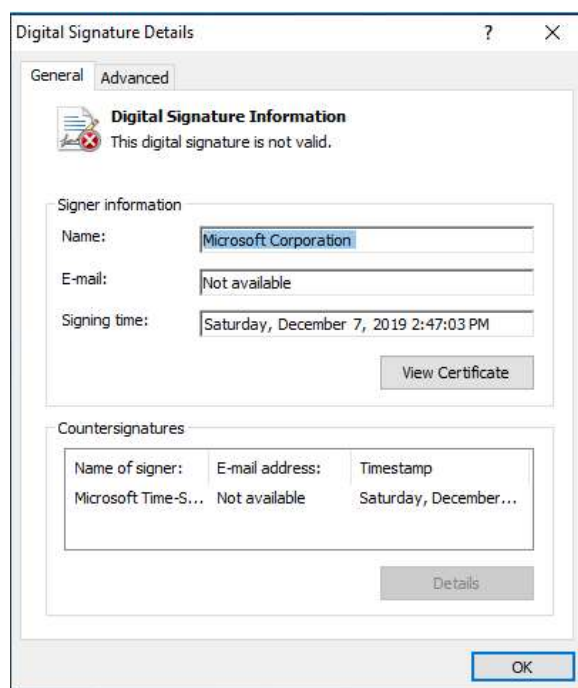 Digital Signature Details
General Advanced
Digital Signature Information
This digital signature is not valid.
Signer information
Name: Microsoft Corporation
E-mail: Not available
Signing time: Saturday, December 7, 2019 2:47:03 PM
View Certificate
Countersignatures
Name of signer: E-mail address: Timestamp
Microsoft Time-S... Not available Saturday, December...
Details
OK